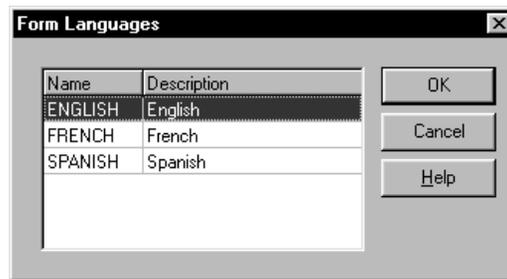 Form Languages
Name Description
ENGLISH English
FRENCH French
SPANISH Spanish
OK
Cancel
Help